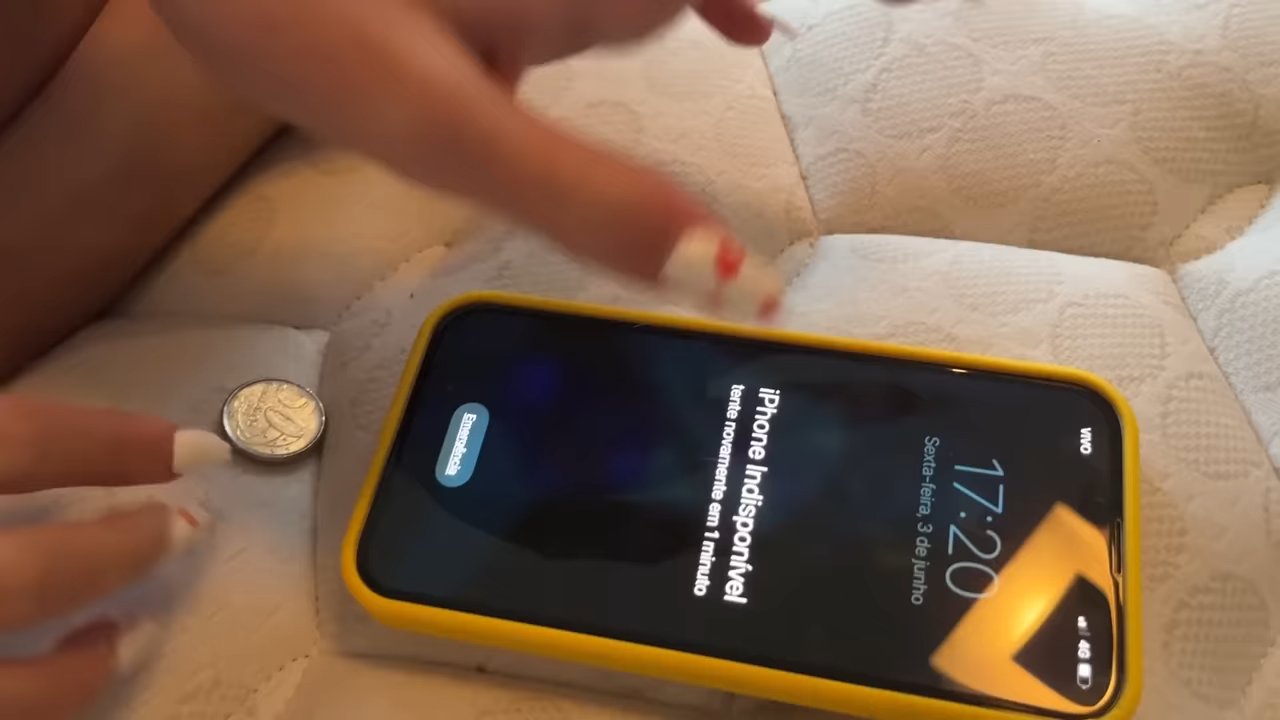 vivo
4G
17:20
Sexta-feira, 3 de junho
iPhone Indisponível
tente novamente em 1 minuto
Emergência